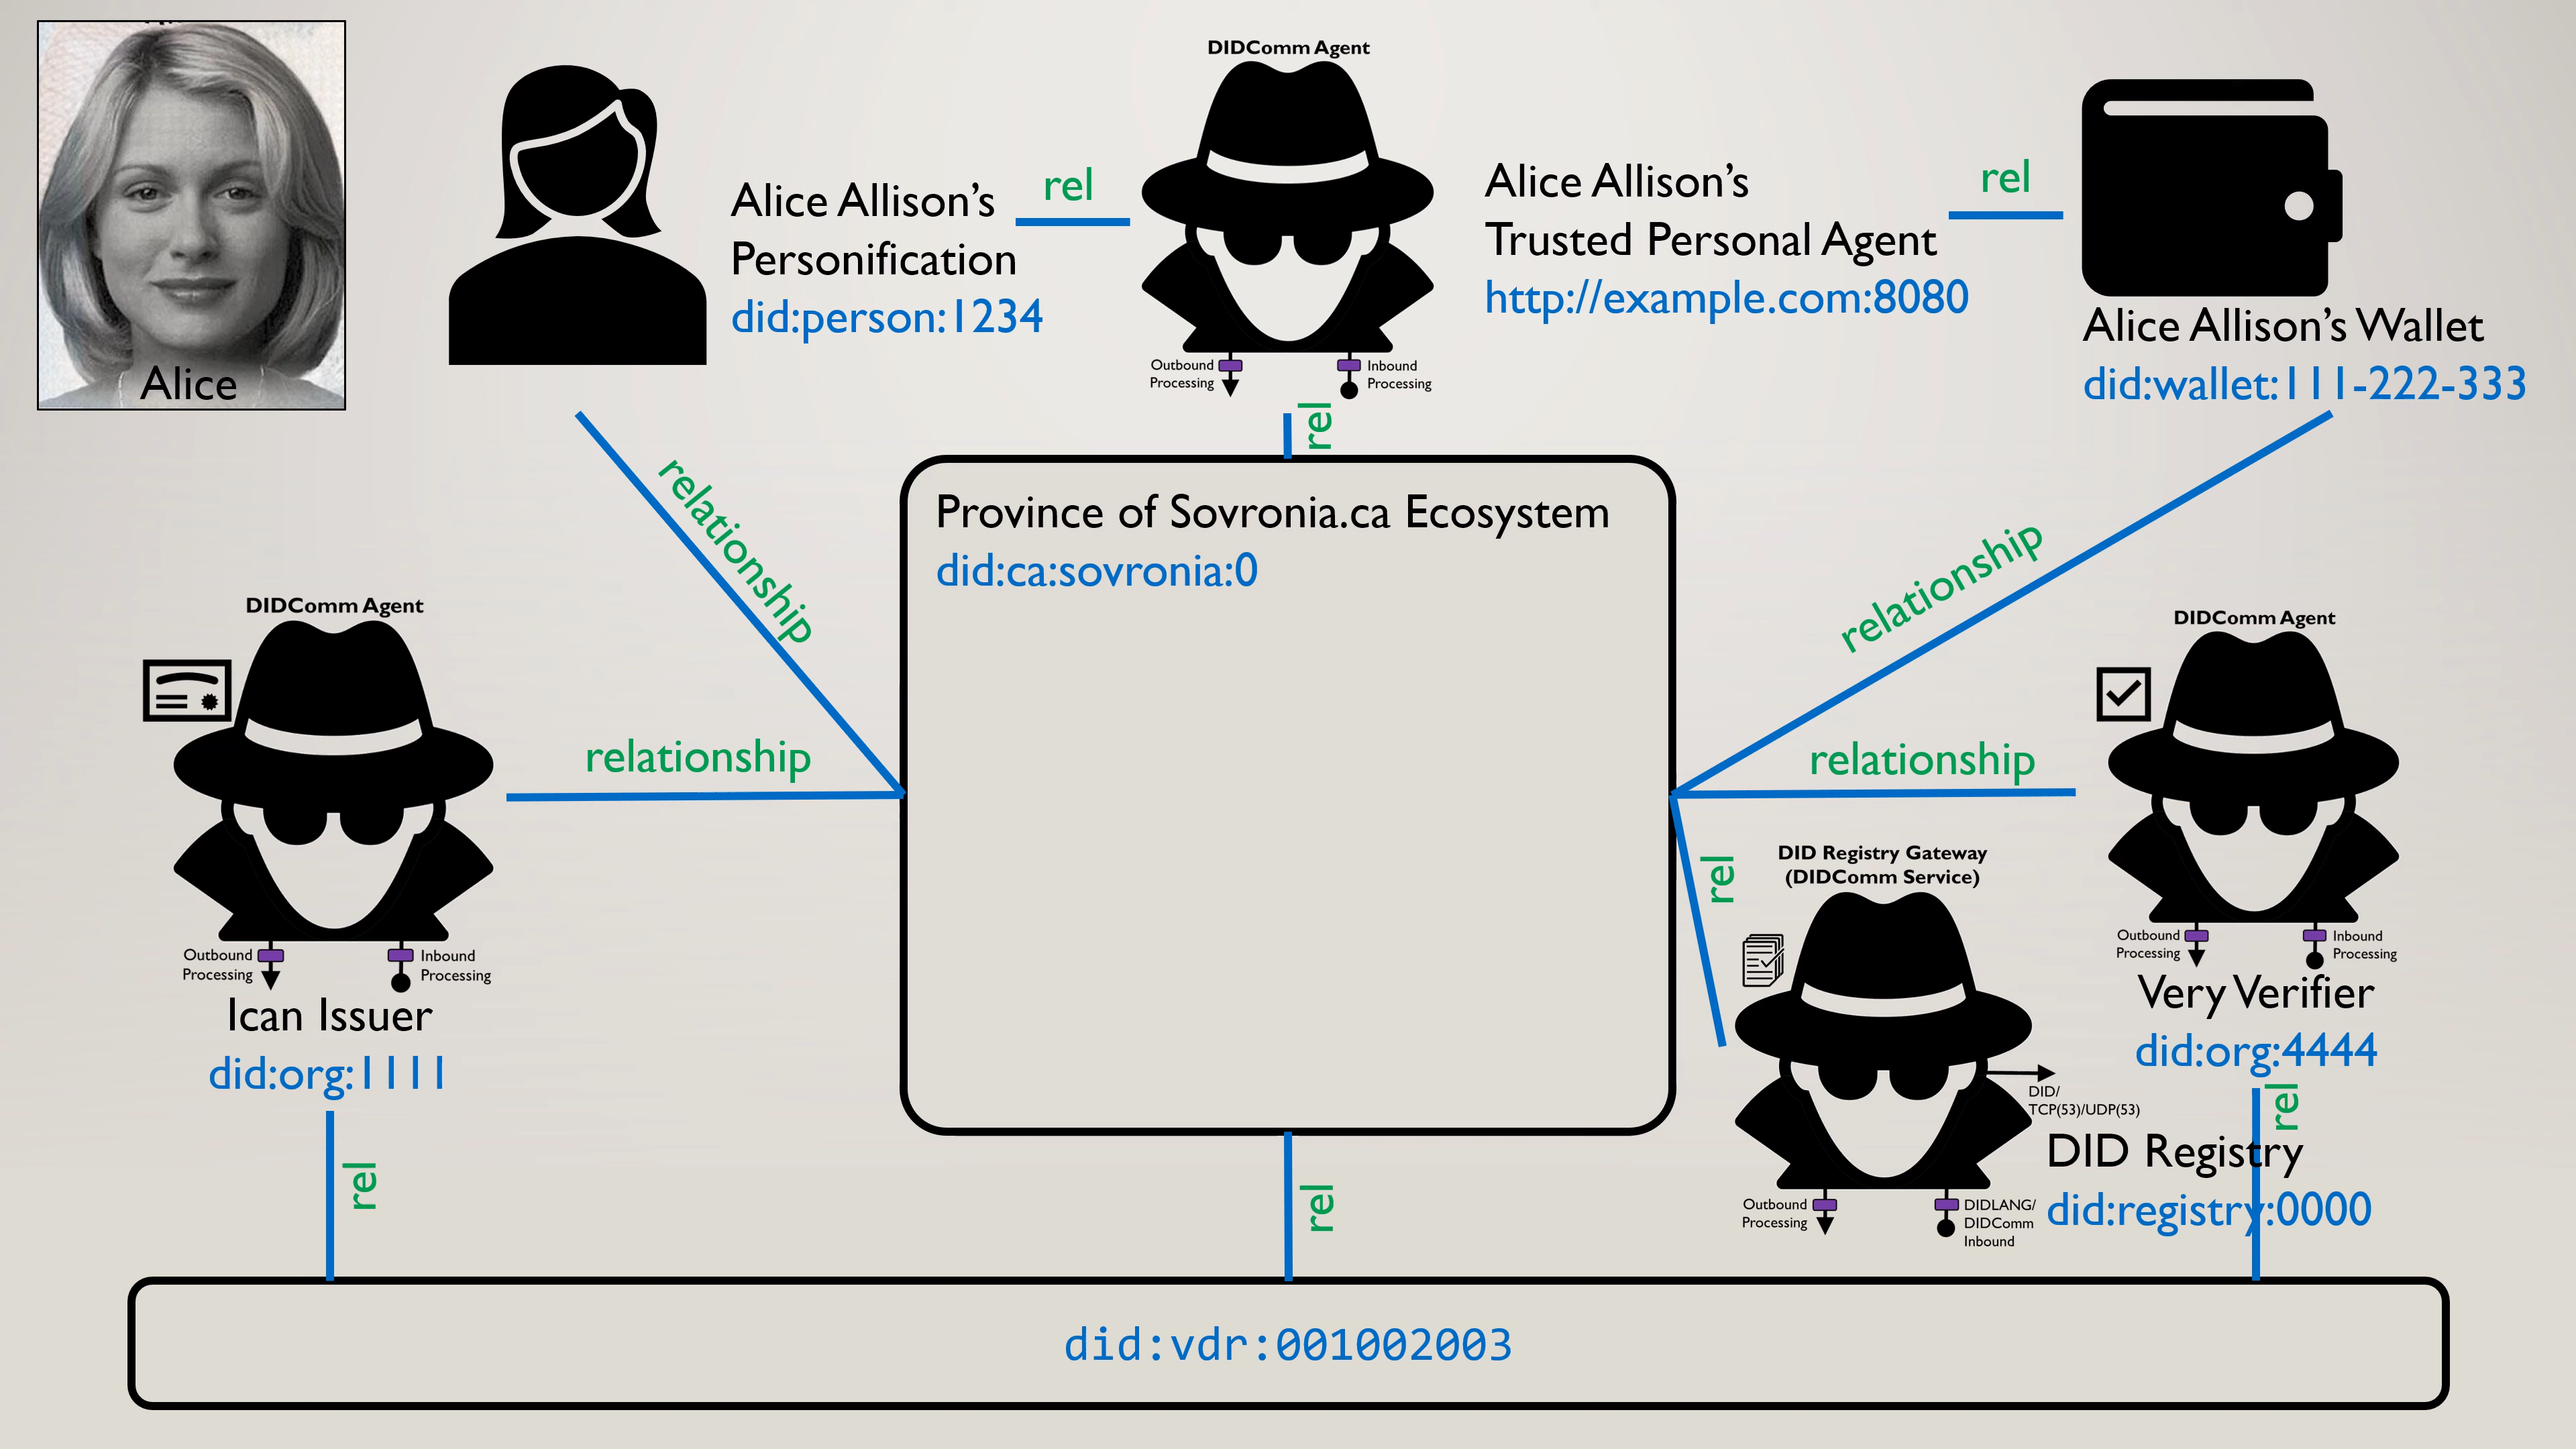 Alice
Alice Allison's
Personification
did:person:1234
rel
DIDComm Agent
Outbound
Processing
Inbound
Processing
Alice Allison's
Trusted Personal Agent
http://example.com:8080
rel
Alice Allison's Wallet
did:wallet:111-222-333
rel
relationship
relationship
Province of Sovronia.ca Ecosystem
did:ca:sovronia:0
DIDComm Agent
Outbound
Processing
Inbound
Processing
Ican Issuer
did:org:1111
relationship
rel
relationship
DIDComm Agent
Outbound
Processing
Inbound
Processing
Very Verifier
did:org:4444
rel
rel
DID Registry Gateway
(DIDComm Service)
DID/
TCP(53)/UDP(53)
Outbound
Processing
DIDLANG/
DIDComm
Inbound
DID Registry
did:registry:0000
rel
did:vdr:001002003